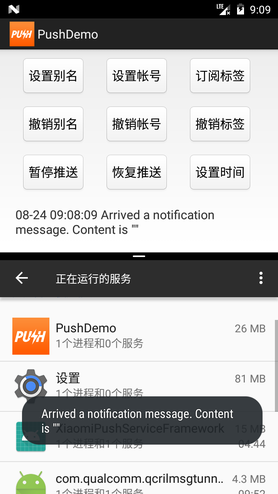 LTE 9:09
PUSH PushDemo
设置别名 设置帐号 订阅标签
撤销别名 撤销帐号 撤销标签
暂停推送 恢复推送 设置时间
08-24 09:08:09 Arrived a notification
message. Content is ""
正在运行的服务
PUSH PushDemo 26 MB
1个进程和0个服务
设置 81 MB
1个进程和0个服务
Arrived a notification message. Content
is "".
XiaomiPushServiceFramework
1个进程和1个服务 04:44
com.qualcomm.qcrilmsgtunn... 4.3 MB